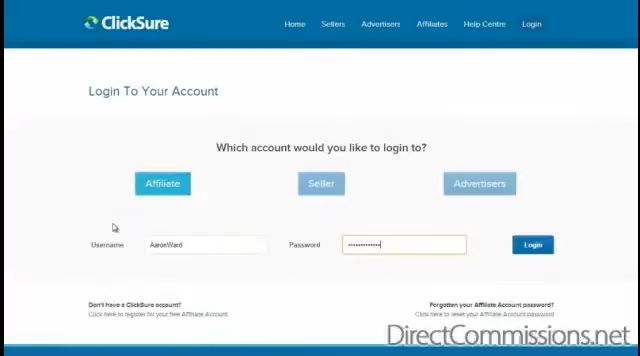 ClickSure
Home Sellers Advertisers Affiliates Help Centre Login
Login To Your Account
Which account would you like to login to?
Affiliate Seller Advertisers
Username AaronWard Password Login
Don't have a ClickSure account? Forgotten your Affiliate Account password?
Click here to register for your free Affiliate Account Click here to reset your Affiliate Account password
DirectCommissions.net